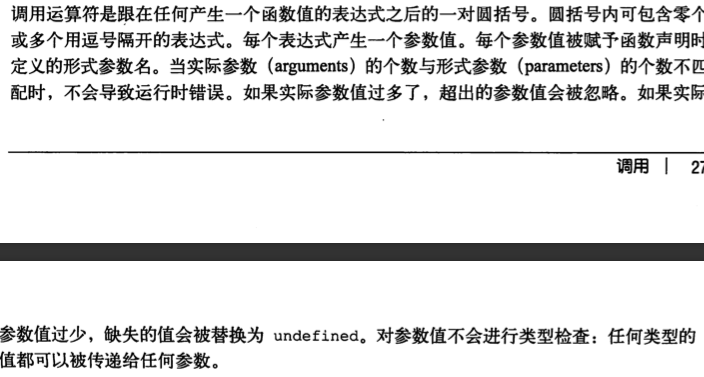 调用运算符是跟在任何产生一个函数值的表达式之后的一对圆括号。圆括号内可包含零个
或多个用逗号隔开的表达式。每个表达式产生一个参数值。每个参数值被赋予函数声明时
定义的形式参数名。当实际参数（arguments）的个数与形式参数（parameters）的个数不匹
配时，不会导致运行时错误。如果实际参数值过多了，超出的参数值会被忽略。如果实际
调用 | 27
参数值过少，缺失的值会被替换为 undefined。对参数值不会进行类型检查：任何类型的
值都可以被传递给任何参数。